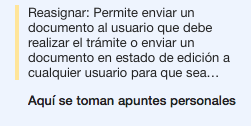 Reasignar: Permite enviar un
documento al usuario que debe
realizar el trámite o enviar un
documento en estado de edición a
cualquier usuario para que sea…
Aquí se toman apuntes personales